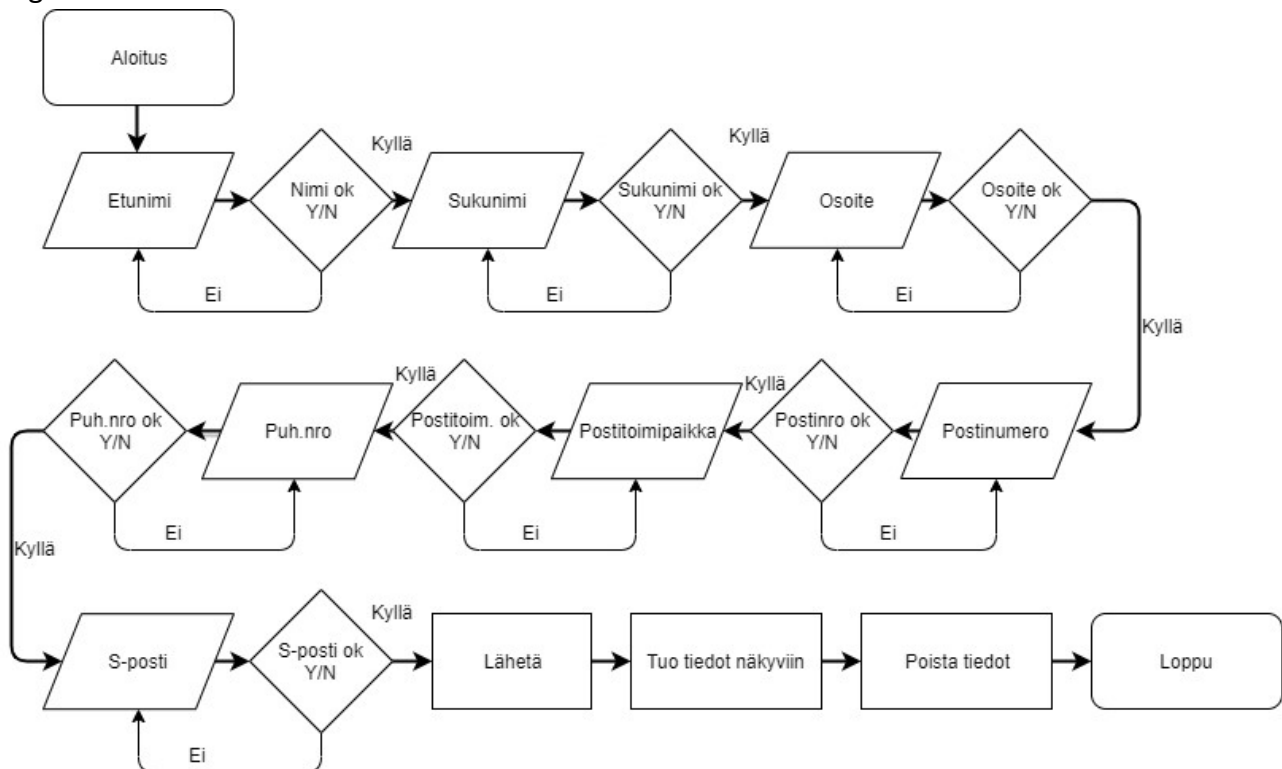 Aloitus
Kyllä
Kyllä
Etunimi
Nimi ok
Y/N
Sukunimi
Sukunimi ok
Y/N
Osoite
Osoite ok
Y/N
Ei
Ei
Ei
Kyllä
Kyllä
Kyllä
Puh.nro ok
Y/N
Puh.nro
Postitoim. ok
Y/N
Postitoimipaikka
Postinro ok
Y/N
Postinumero
Ei
Ei
Ei
Kyllä
Kyllä
S-posti
S-posti ok
Y/N
Lähetä
Tuo tiedot näkyviin
Poista tiedot
Loppu
Ei